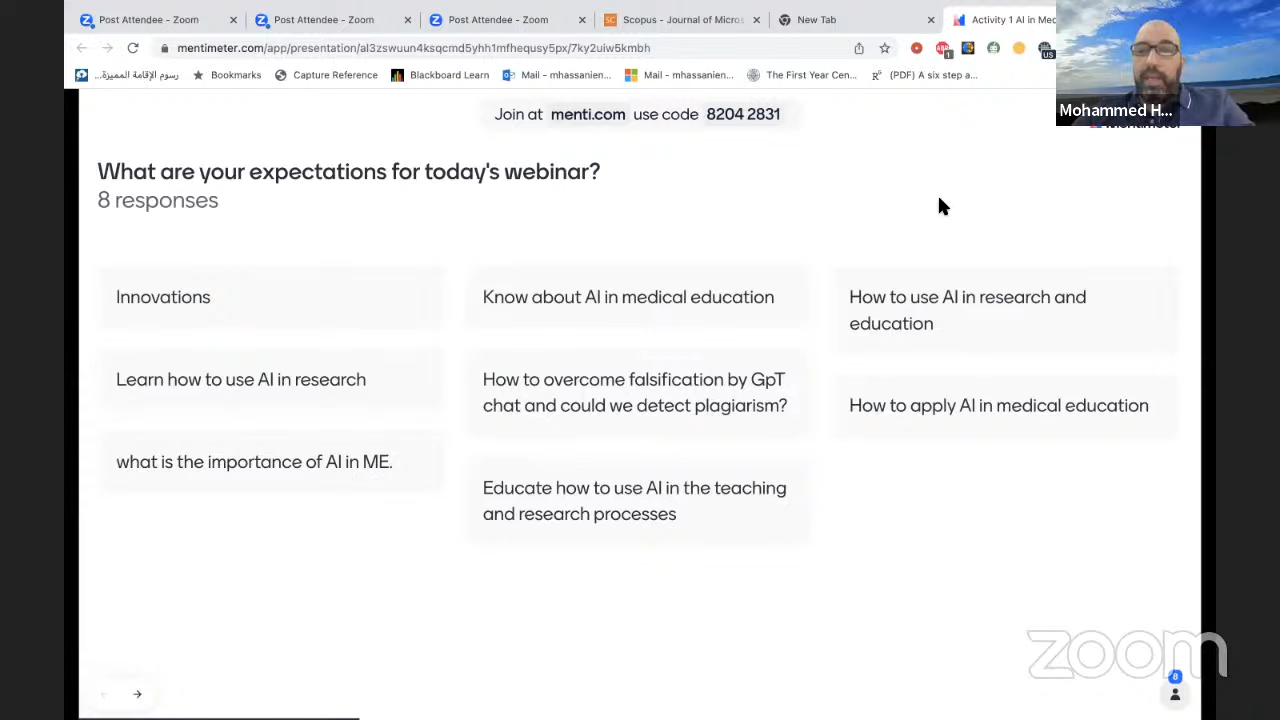 Post Attendee - Zoom
Post Attendee - Zoom
Post Attendee - Zoom
Scopus - Journal of Micros
New Tab
Activity 1 AI in Med
mentimeter.com/app/presentation/al3zswuun4ksqcmd5yhh1mfhequsy5px/7ky2uiw5kmbh
رسوم الإقامة المميزة...
Bookmarks
Capture Reference
Blackboard Learn
Mail - mhassanien...
Mail - mhassanien...
The First Year Cen...
(PDF) A six step a...
Mohammed H...
Join at menti.com use code 8204 2831
Mentimeter
What are your expectations for today's webinar?
8 responses
Innovations
Know about AI in medical education
How to use AI in research and
education
Learn how to use AI in research
How to overcome falsification by GpT
chat and could we detect plagiarism?
How to apply AI in medical education
what is the importance of AI in ME.
Educate how to use AI in the teaching
and research processes
zoom
8